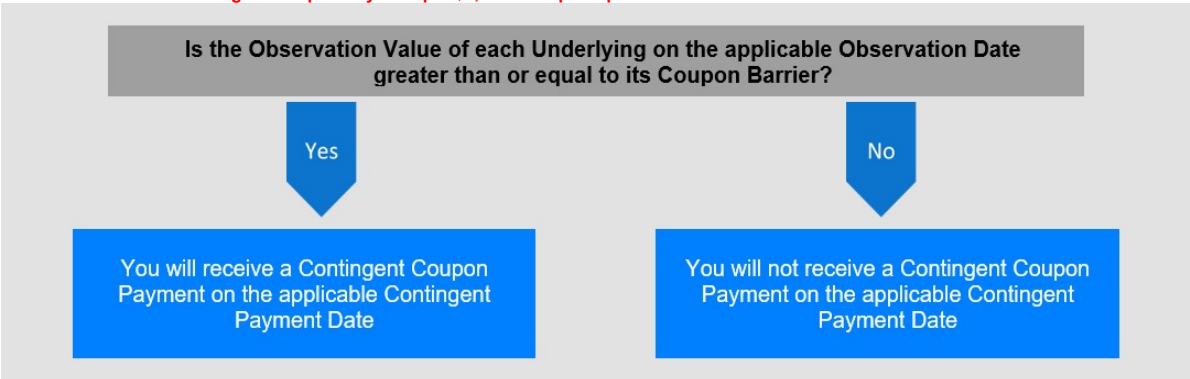 Is the Observation Value of each Underlying on the applicable Observation Date
greater than or equal to its Coupon Barrier?
Yes
No
You will receive a Contingent Coupon
Payment on the applicable Contingent
Payment Date
You will not receive a Contingent Coupon
Payment on the applicable Contingent
Payment Date